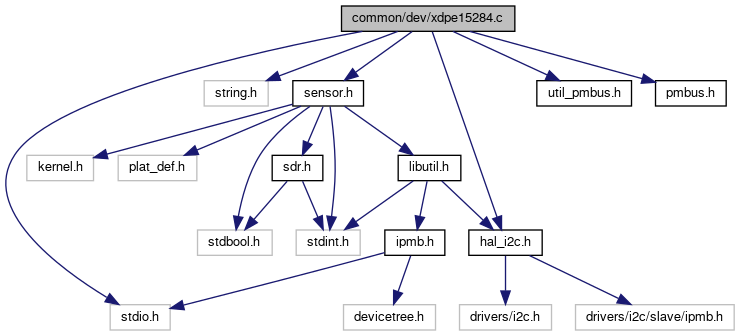 common/dev/xdpe15284.c
string.h
sensor.h
util_pmbus.h
pmbus.h
kernel.h
plat_def.h
sdr.h
libutil.h
stdbool.h
stdint.h
ipmb.h
hal_i2c.h
stdio.h
devicetree.h
drivers/i2c.h
drivers/i2c/slave/ipmb.h